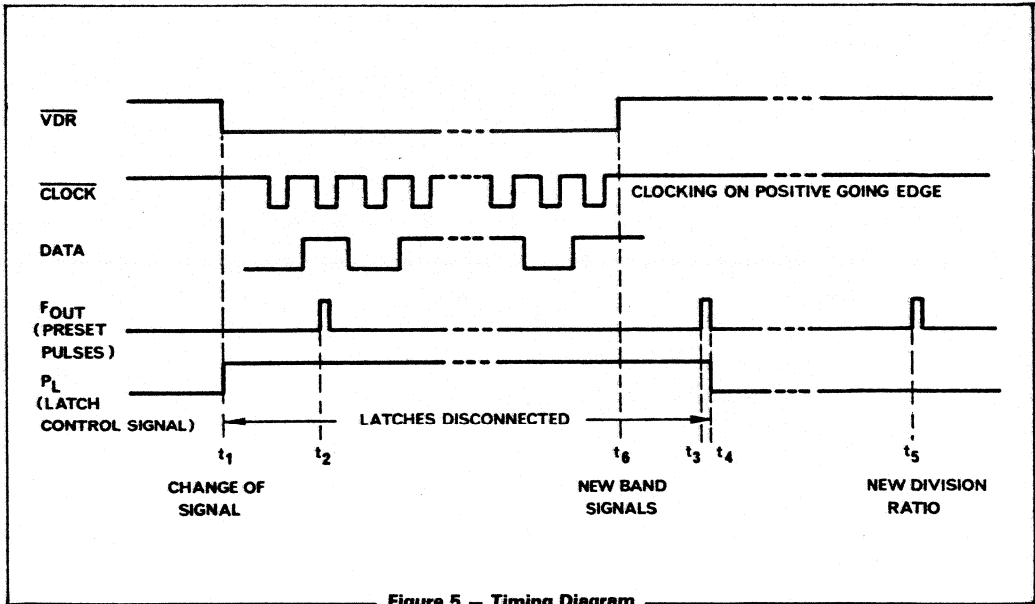 VDR
CLOCK
CLOCKING ON POSITIVE GOING EDGE
DATA
FOUT
(PRESET
PULSES)
PL
(LATCH
CONTROL SIGNAL)
LATCHES DISCONNECTED
t1
t2
t6
t3
t4
t5
CHANGE OF
SIGNAL
NEW BAND
SIGNALS
NEW DIVISION
RATIO
Figure 5 — Timing Diagram